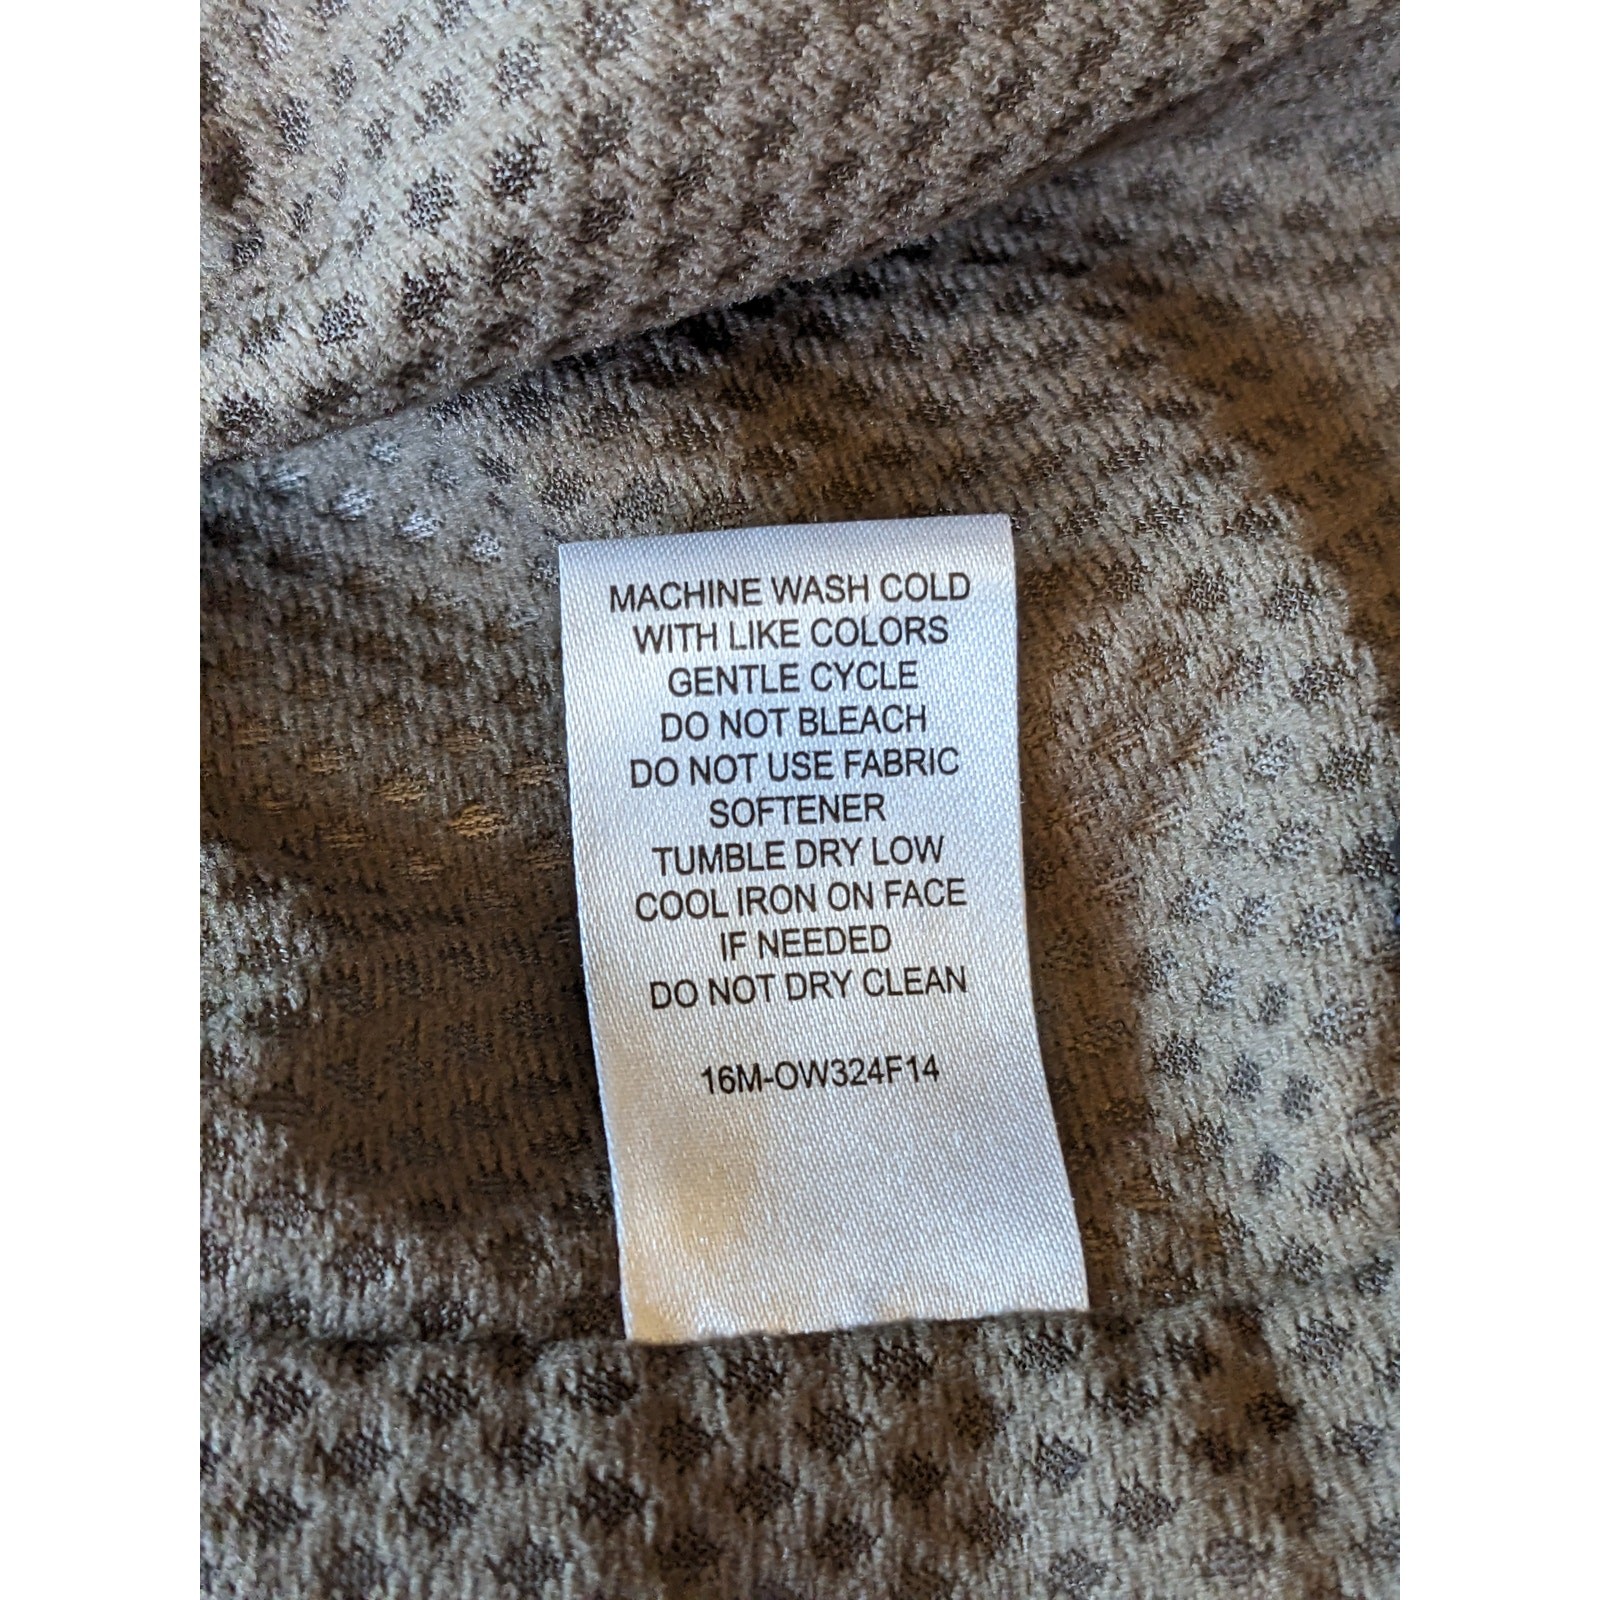 MACHINE WASH COLD
WITH LIKE COLORS
GENTLE CYCLE
DO NOT BLEACH
DO NOT USE FABRIC
SOFTENER
TUMBLE DRY LOW
COOL IRON ON FACE
IF NEEDED
DO NOT DRY CLEAN
16M-OW324F14